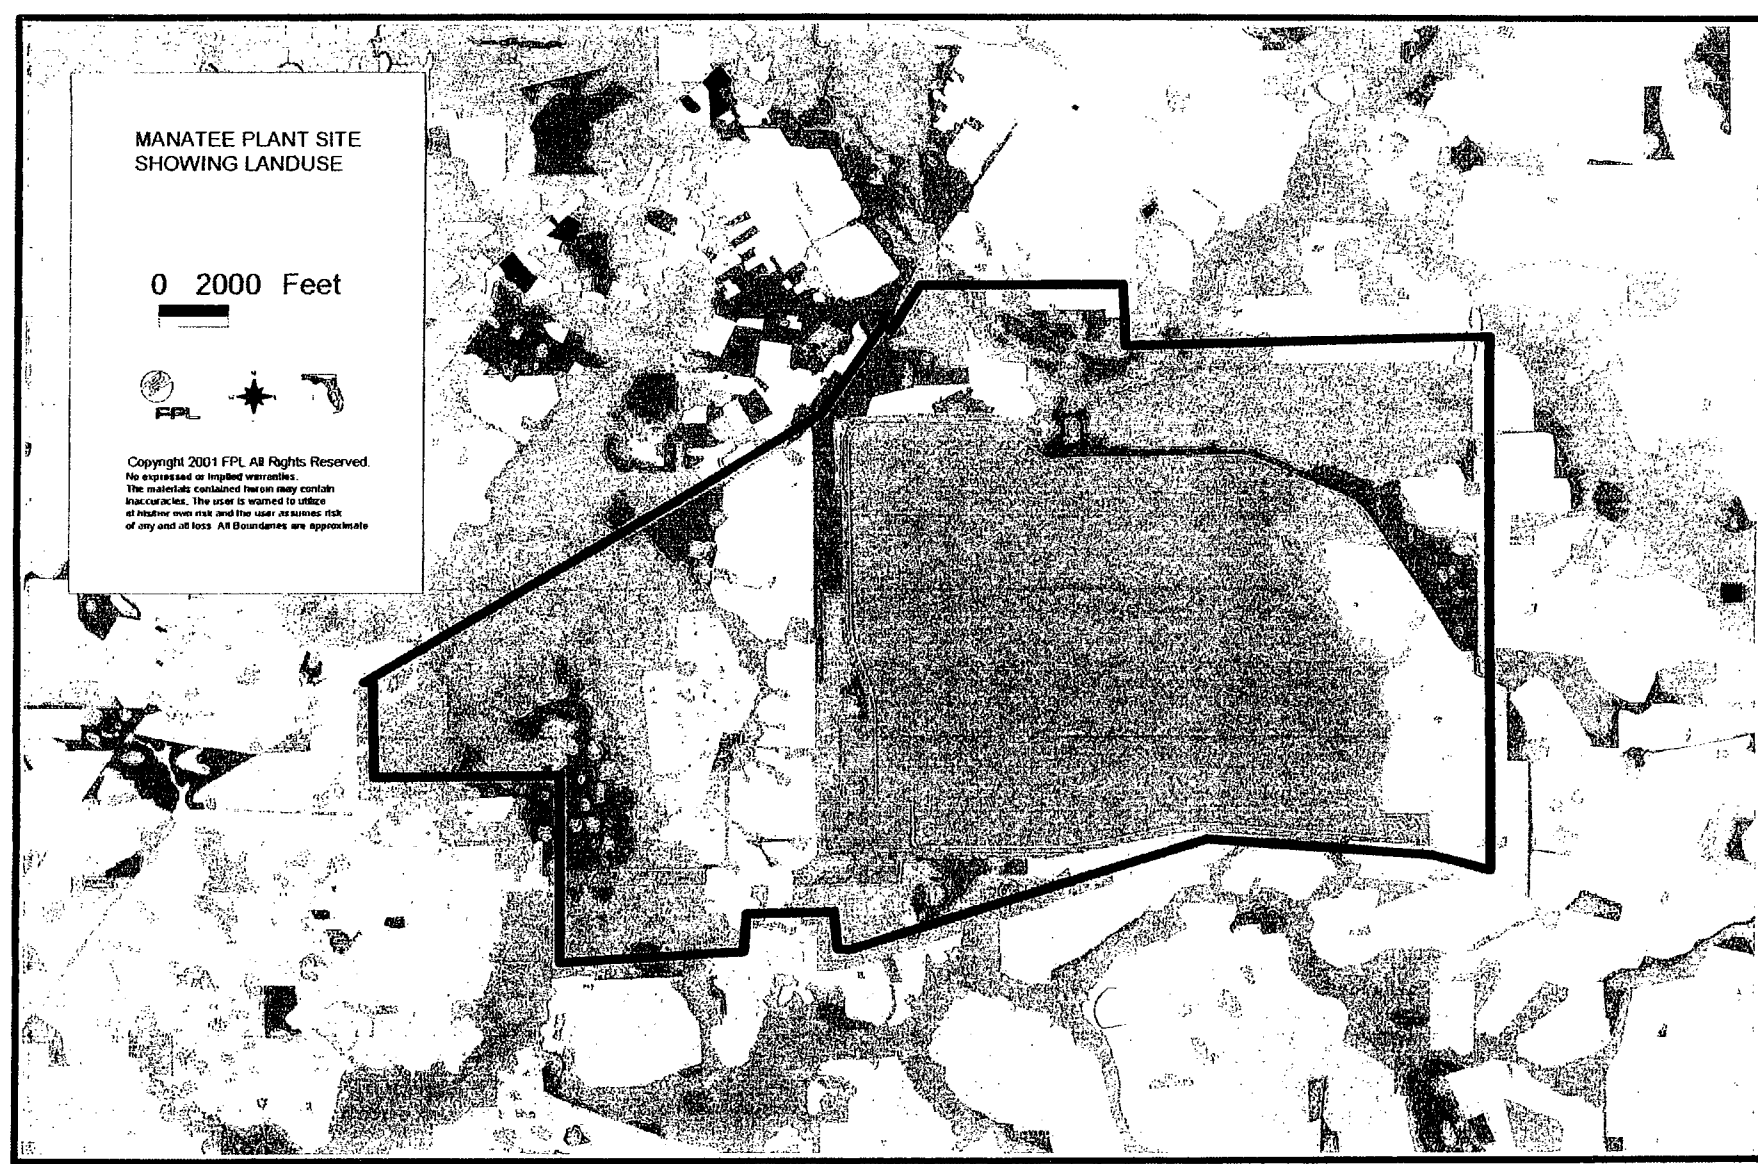 MANATEE PLANT SITE
SHOWING LANDUSE
0 2000 Feet
FPL
Copyright 2001 FPL All Rights Reserved.
No expressed or implied warranties.
The materials contained herein may contain
inaccuracies. The user is warned to utilize
at his/her own risk and the user assumes risk
of any and all loss. All Boundaries are approximate